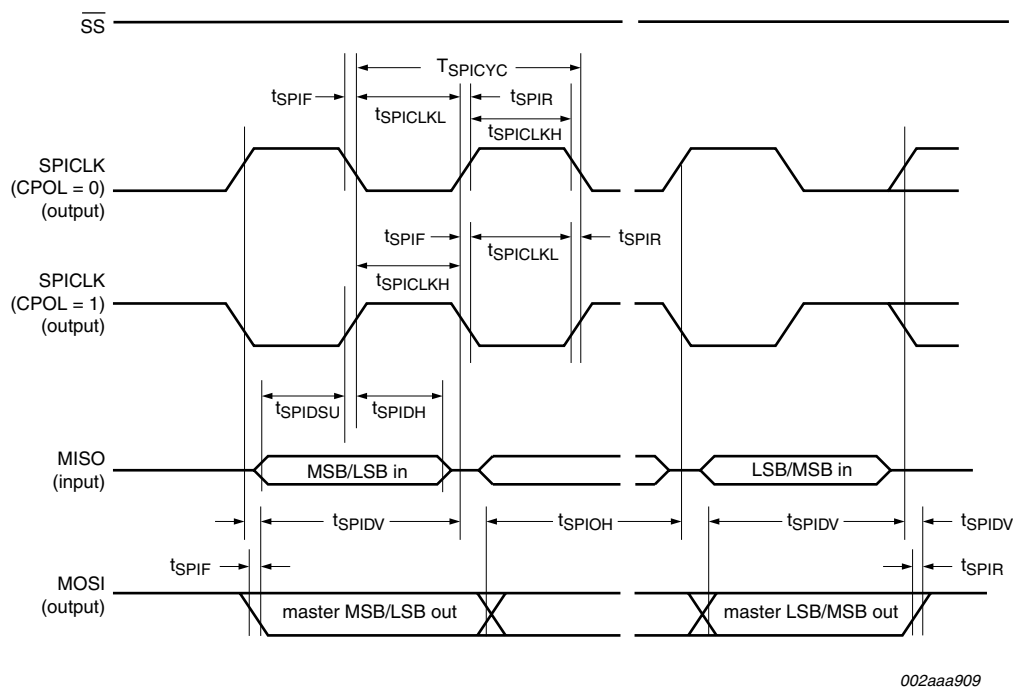 SS
TSPICYC
tSPIF
tSPICLKL
tSPIR
tSPICLKH
SPICLK
(CPOL = 0)
(output)
tSPIF
tSPICLKL
tSPIR
tSPICLKH
SPICLK
(CPOL = 1)
(output)
tSPIDSU
tSPIDH
MISO
(input)
MSB/LSB in
LSB/MSB in
tSPIDV
tSPIOH
tSPIDV
tSPIDV
tSPIF
tSPIR
MOSI
(output)
master MSB/LSB out
master LSB/MSB out
002aaa909